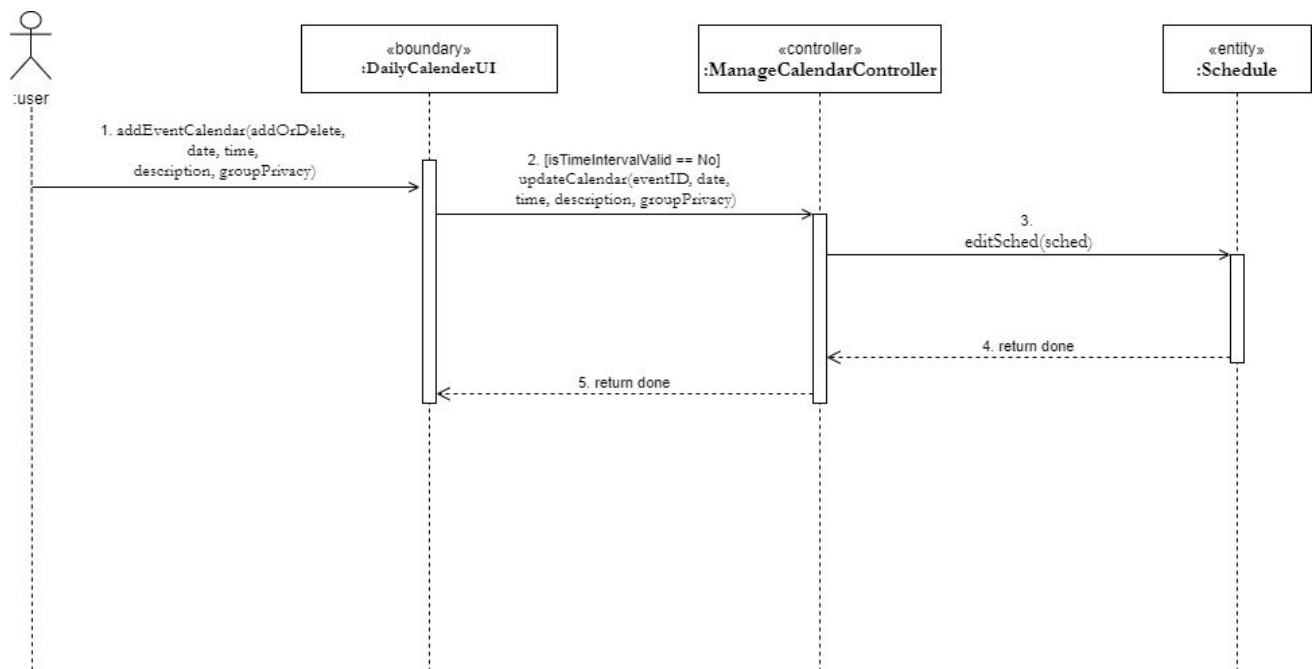 «boundary»
:DailyCalenderUI
«controller»
:ManageCalendarController
«entity»
:Schedule
:user
1. addEventCalendar(addOrDelete,
date, time,
description, groupPrivacy)
2. [isTimeIntervalValid == No]
updateCalendar(eventID, date,
time, description, groupPrivacy)
3.
editSched(sched)
4. return done
5. return done